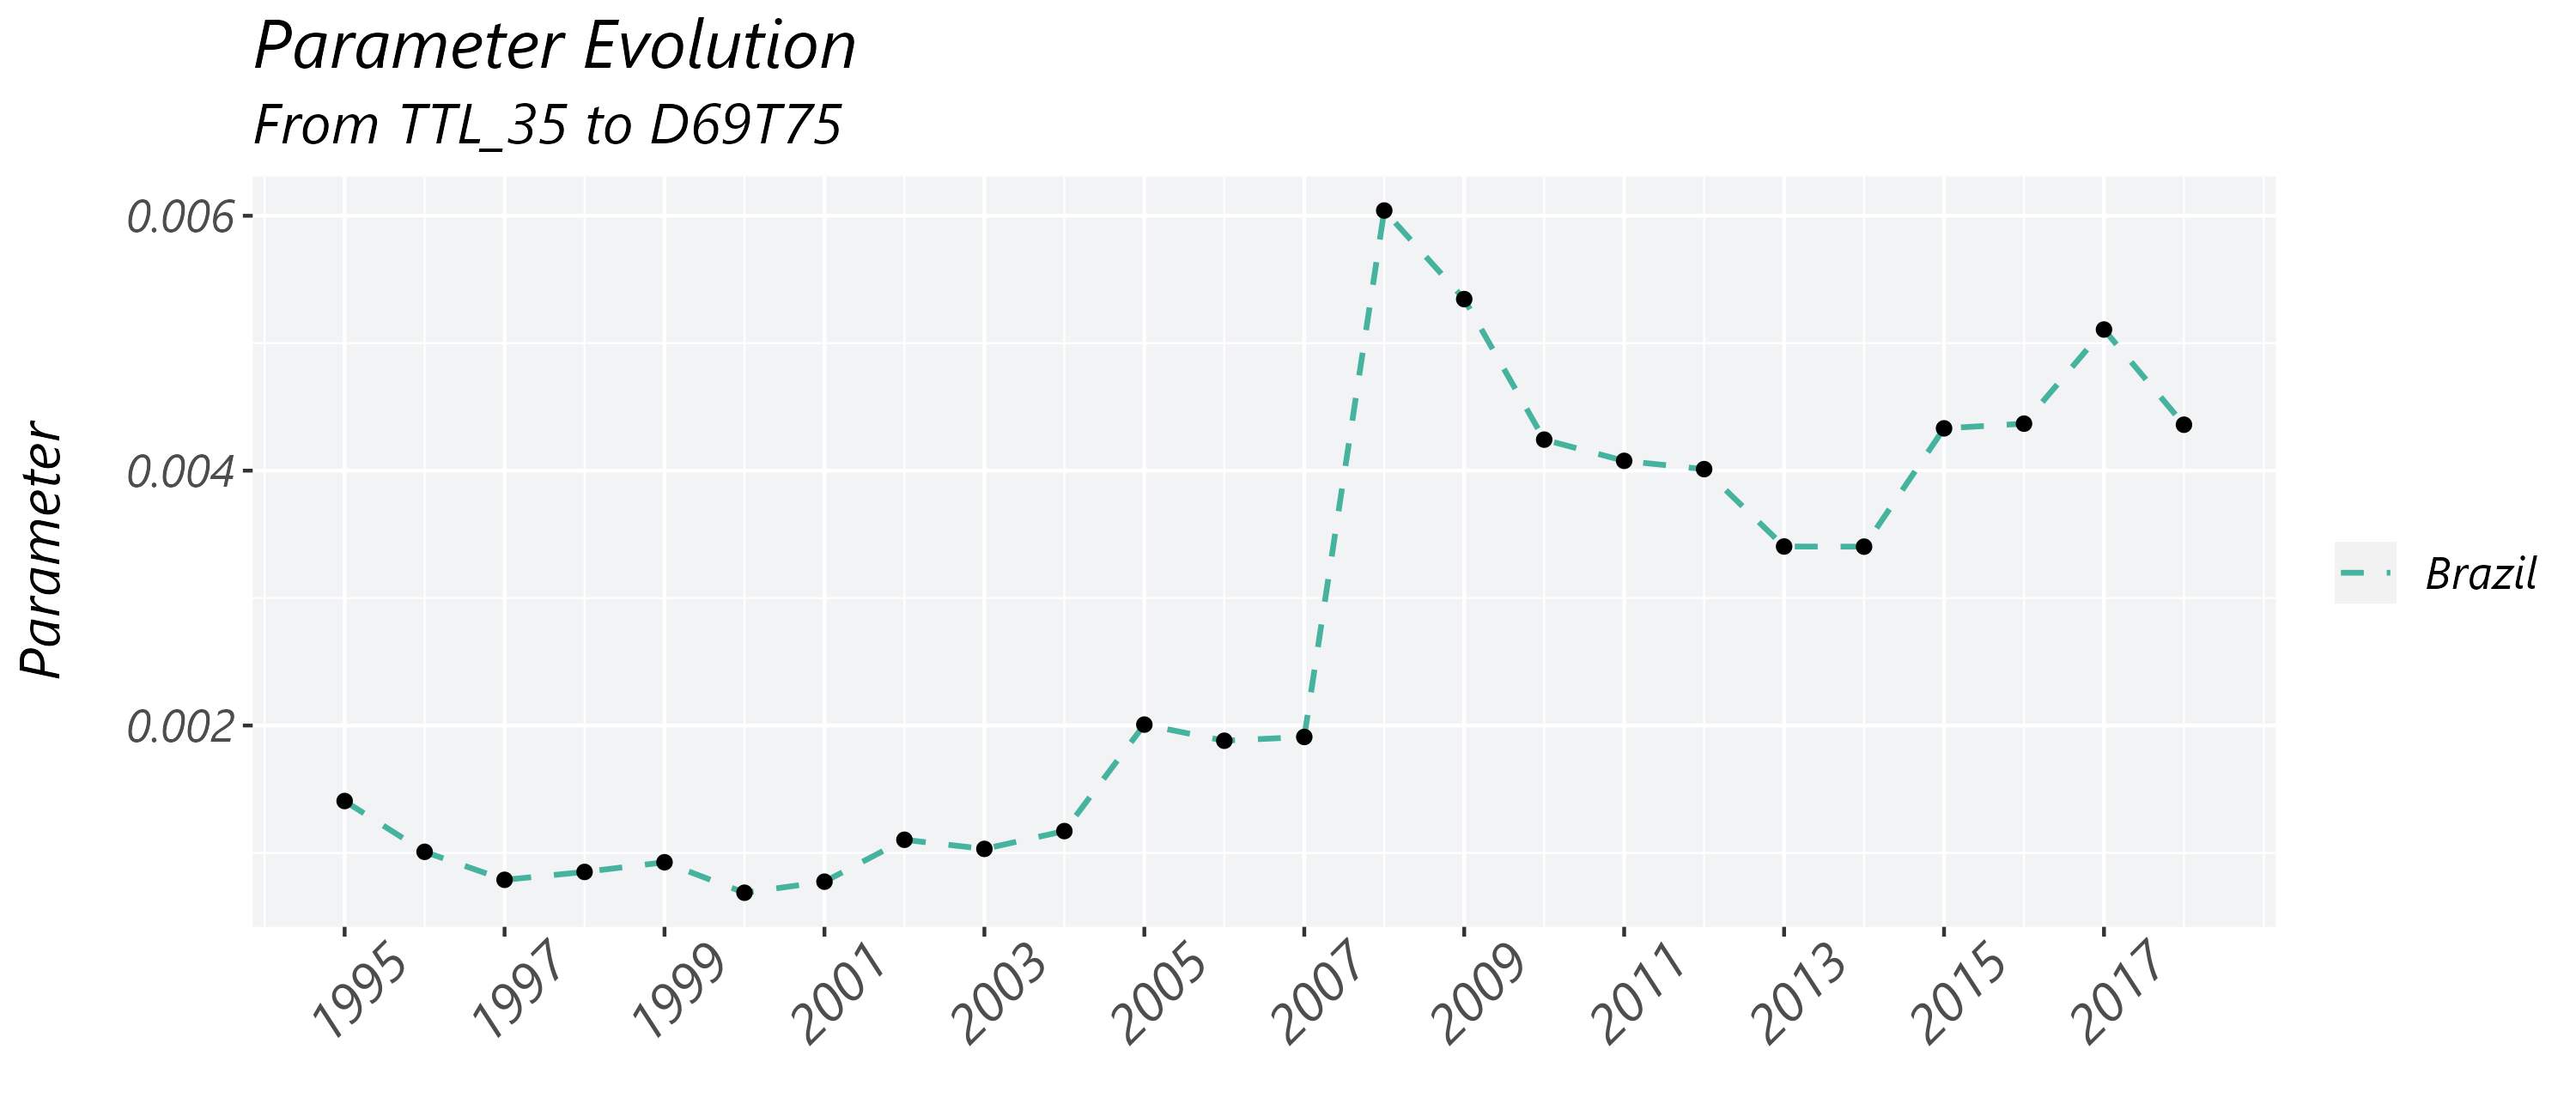 Parameter Evolution
From TTL_35 to D69T75
Parameter
0.006
0.004
0.002
1995 1997 1999 2001 2003 2005 2007 2009 2011 2013 2015 2017
Brazil